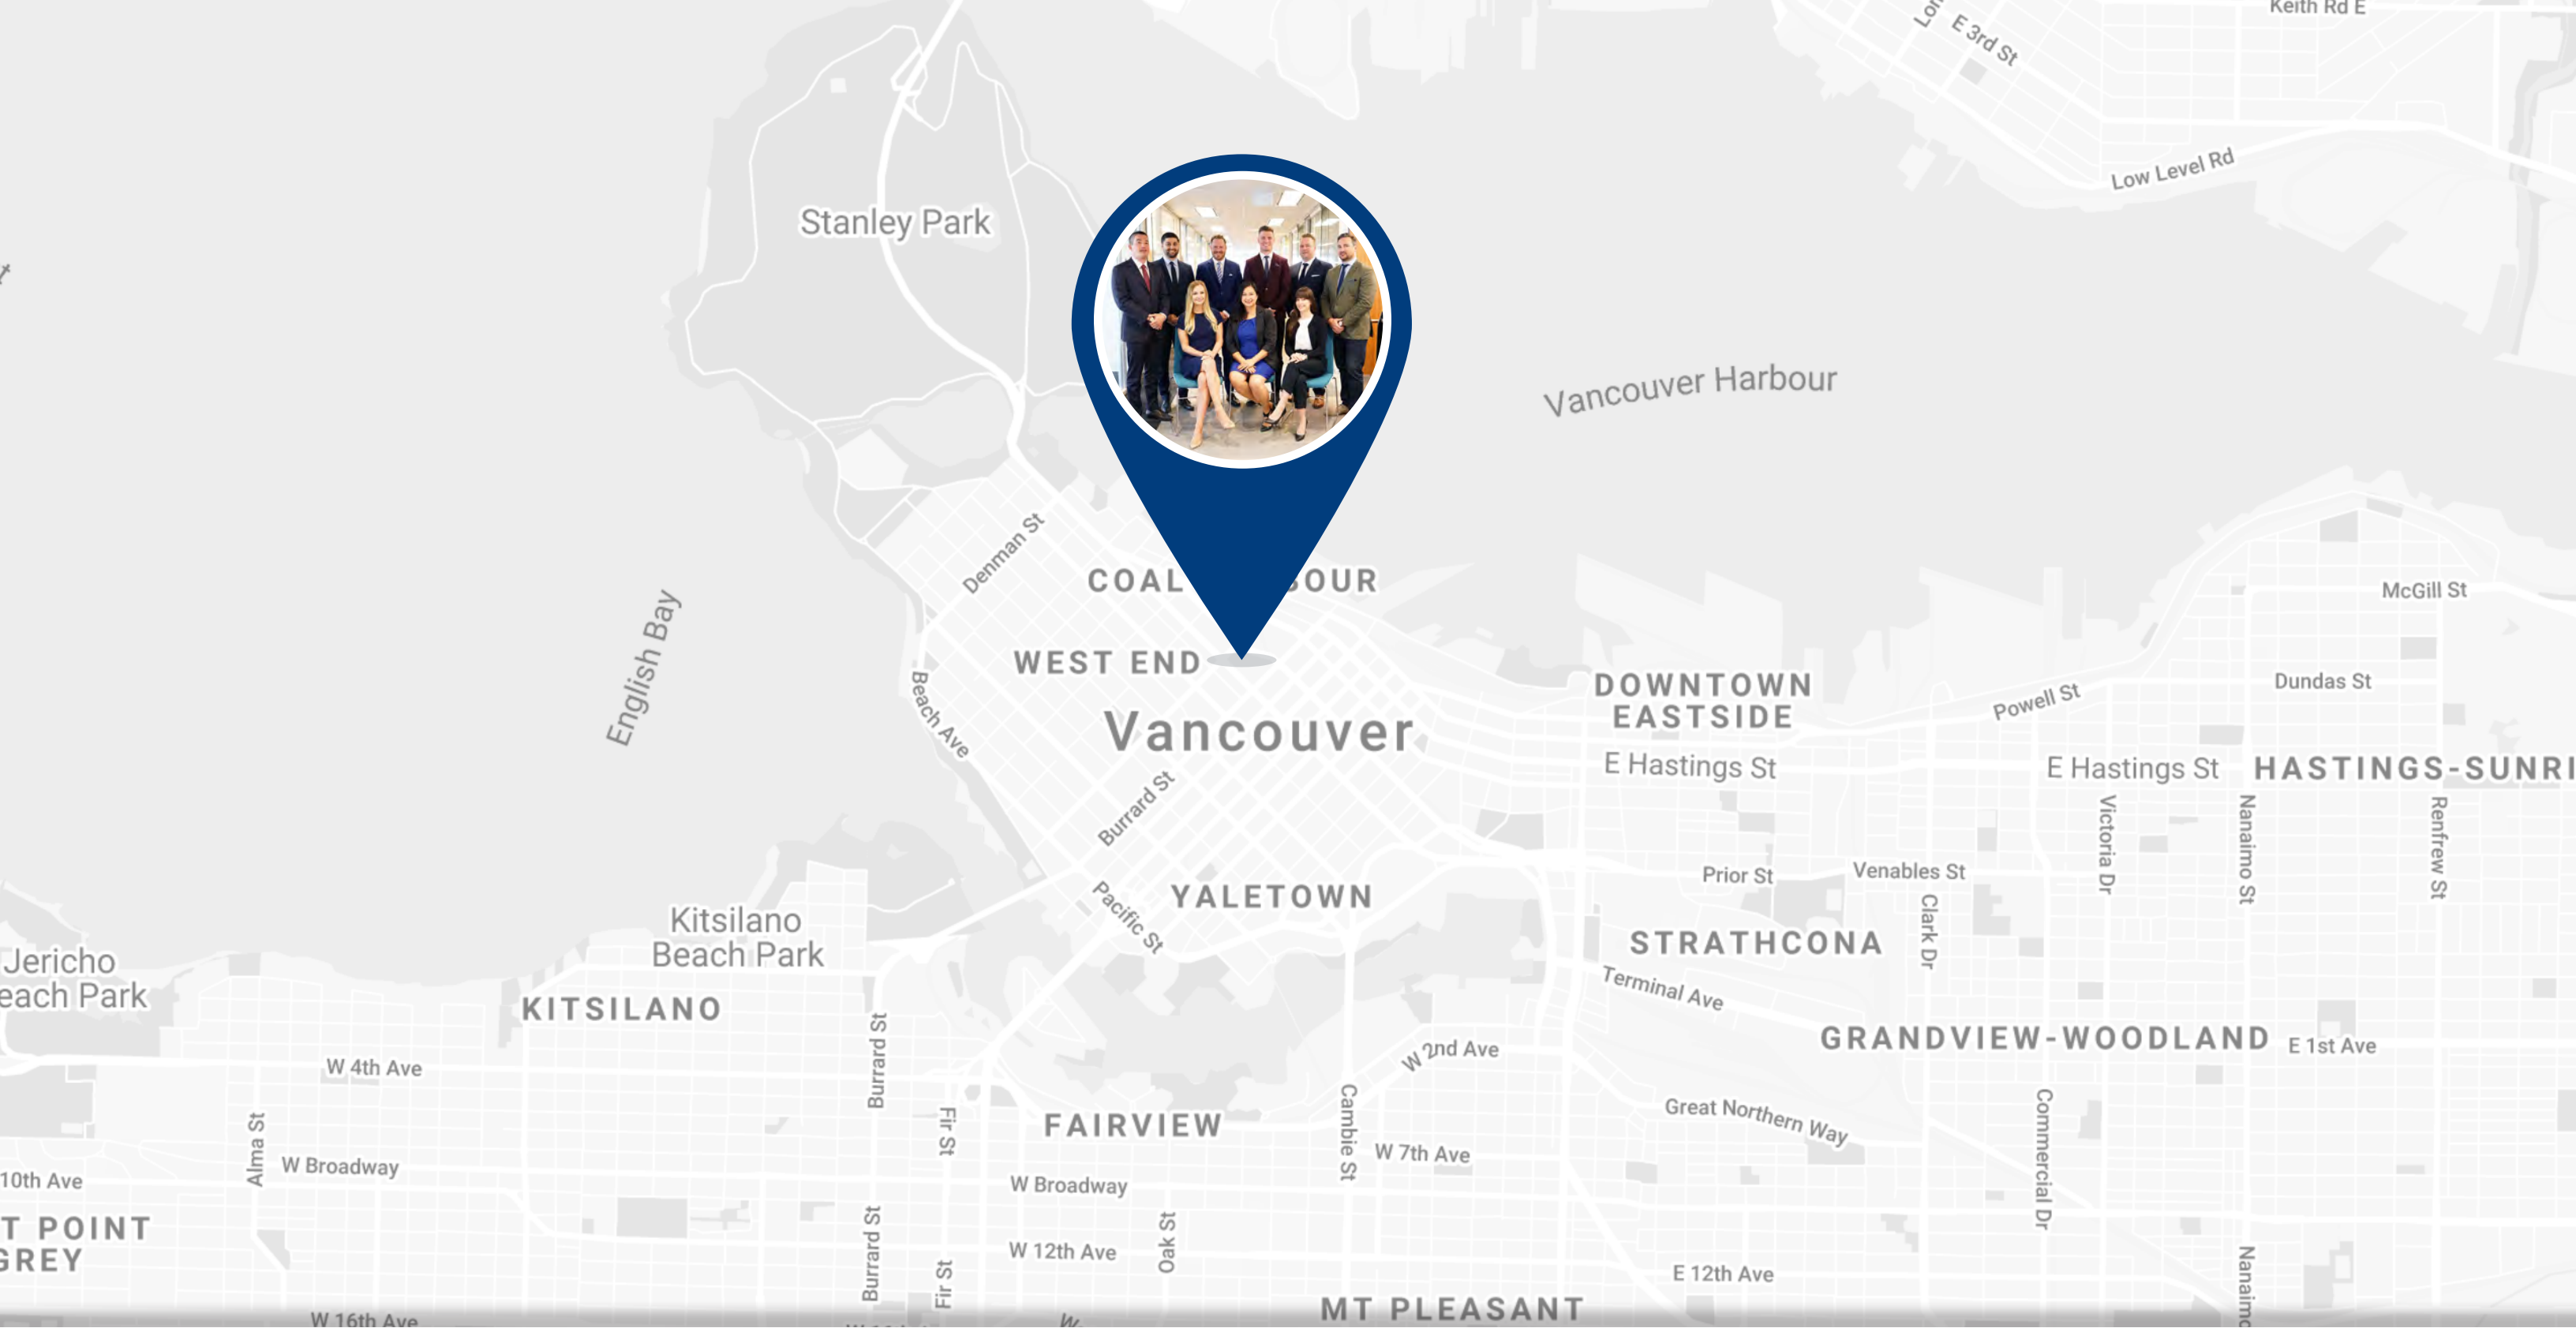 Keith Rd E
E 3rd St
Low Level Rd
Stanley Park
Vancouver Harbour
Denman St
COAL
OUR
McGill St
English Bay
WEST END
Beach Ave
DOWNTOWN
EASTSIDE
Powell St
Dundas St
Vancouver
E Hastings St
E Hastings St
HASTINGS-SUNRI
Burrard St
Victoria Dr
Nanaimo St
Renfrew St
Prior St
Venables St
Pacific St
YALETOWN
Kitsilano
Beach Park
Clark Dr
STRATHCONA
Jericho
each Park
KITSILANO
Terminal Ave
GRANDVIEW-WOODLAND
E 1st Ave
W 4th Ave
Burrard St
W 2nd Ave
Fir St
FAIRVIEW
Cambie St
Great Northern Way
Commercial Dr
Alma St
W Broadway
W 7th Ave
10th Ave
W Broadway
T POINT
GREY
Burrard St
Oak St
W 12th Ave
Fir St
E 12th Ave
Nanaimo
MT PLEASANT
W 16th Ave